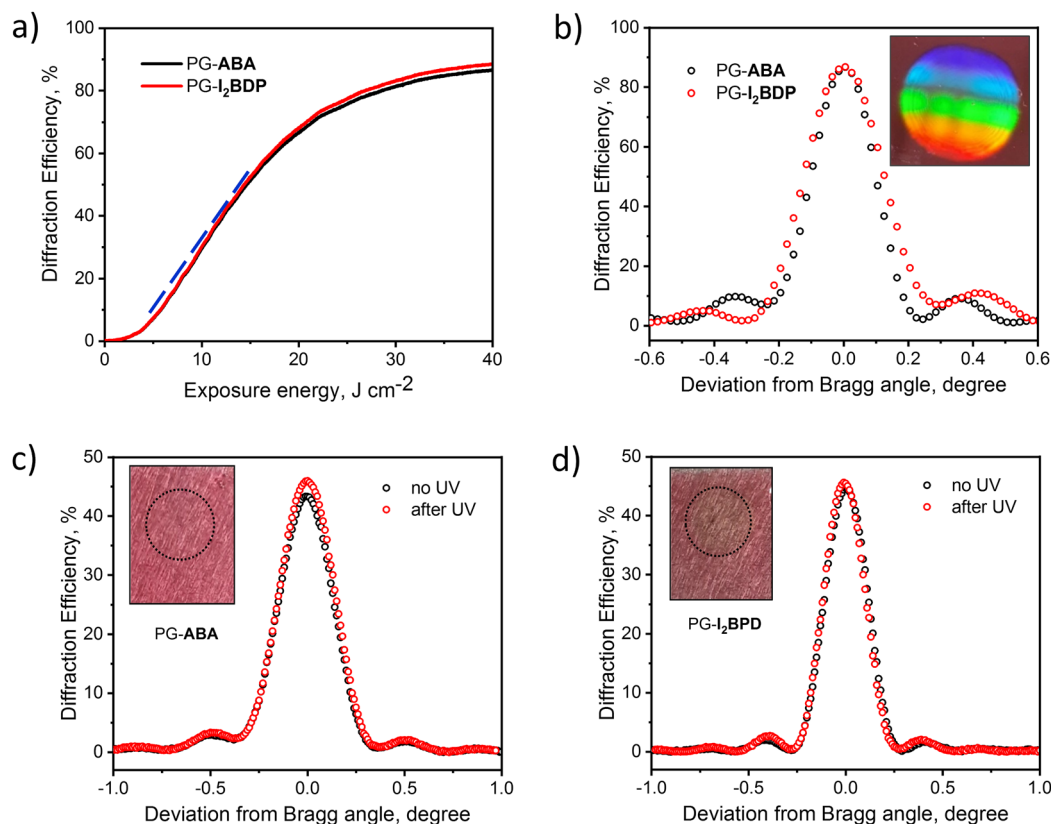 a)
PG-ABA
PG-I₂BDP
Diffraction Efficiency, %
100
80
60
40
20
0
0 10 20 30 40
Exposure energy, J cm⁻²
b)
PG-ABA
PG-I₂BDP
Diffraction Efficiency, %
100
80
60
40
20
0
-0.6 -0.4 -0.2 0.0 0.2 0.4 0.6
Deviation from Bragg angle, degree
c)
no UV
after UV
PG-ABA
Diffraction Efficiency, %
50
40
30
20
10
0
-1.0 -0.5 0.0 0.5 1.0
Deviation from Bragg angle, degree
d)
no UV
after UV
PG-I₂BPD
Diffraction Efficiency, %
50
40
30
20
10
0
-1.0 -0.5 0.0 0.5 1.0
Deviation from Bragg angle, degree